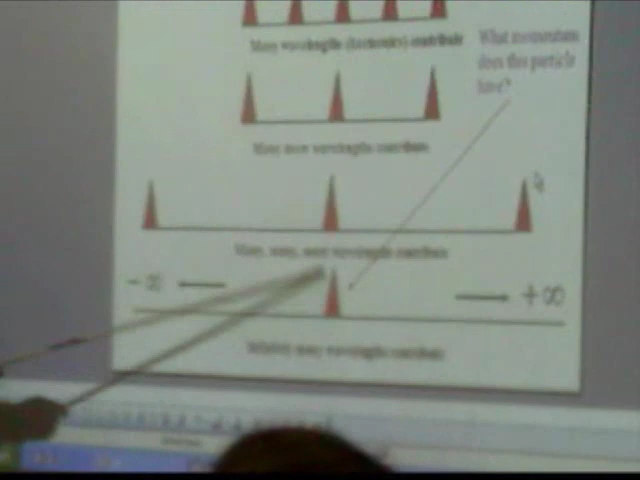 Many wavelengths (harmonics) contribute
What momentum
does this particle
have?
Many more wavelengths contribute
Many, many, more wavelengths contribute
- ∞
+ ∞
Infinitely many wavelengths contribute